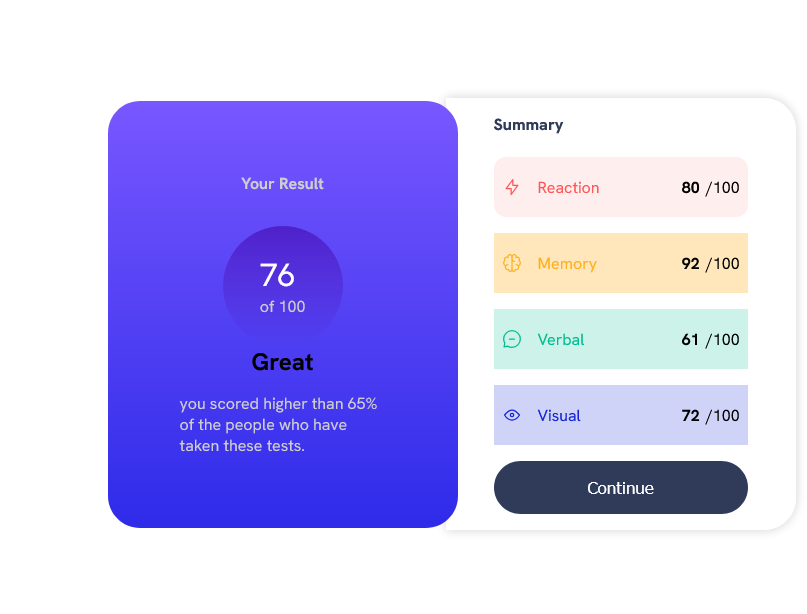 Your Result
76
of 100
Great
you scored higher than 65%
of the people who have
taken these tests.
Summary
Reaction 80 /100
Memory 92 /100
Verbal 61 /100
Visual 72 /100
Continue